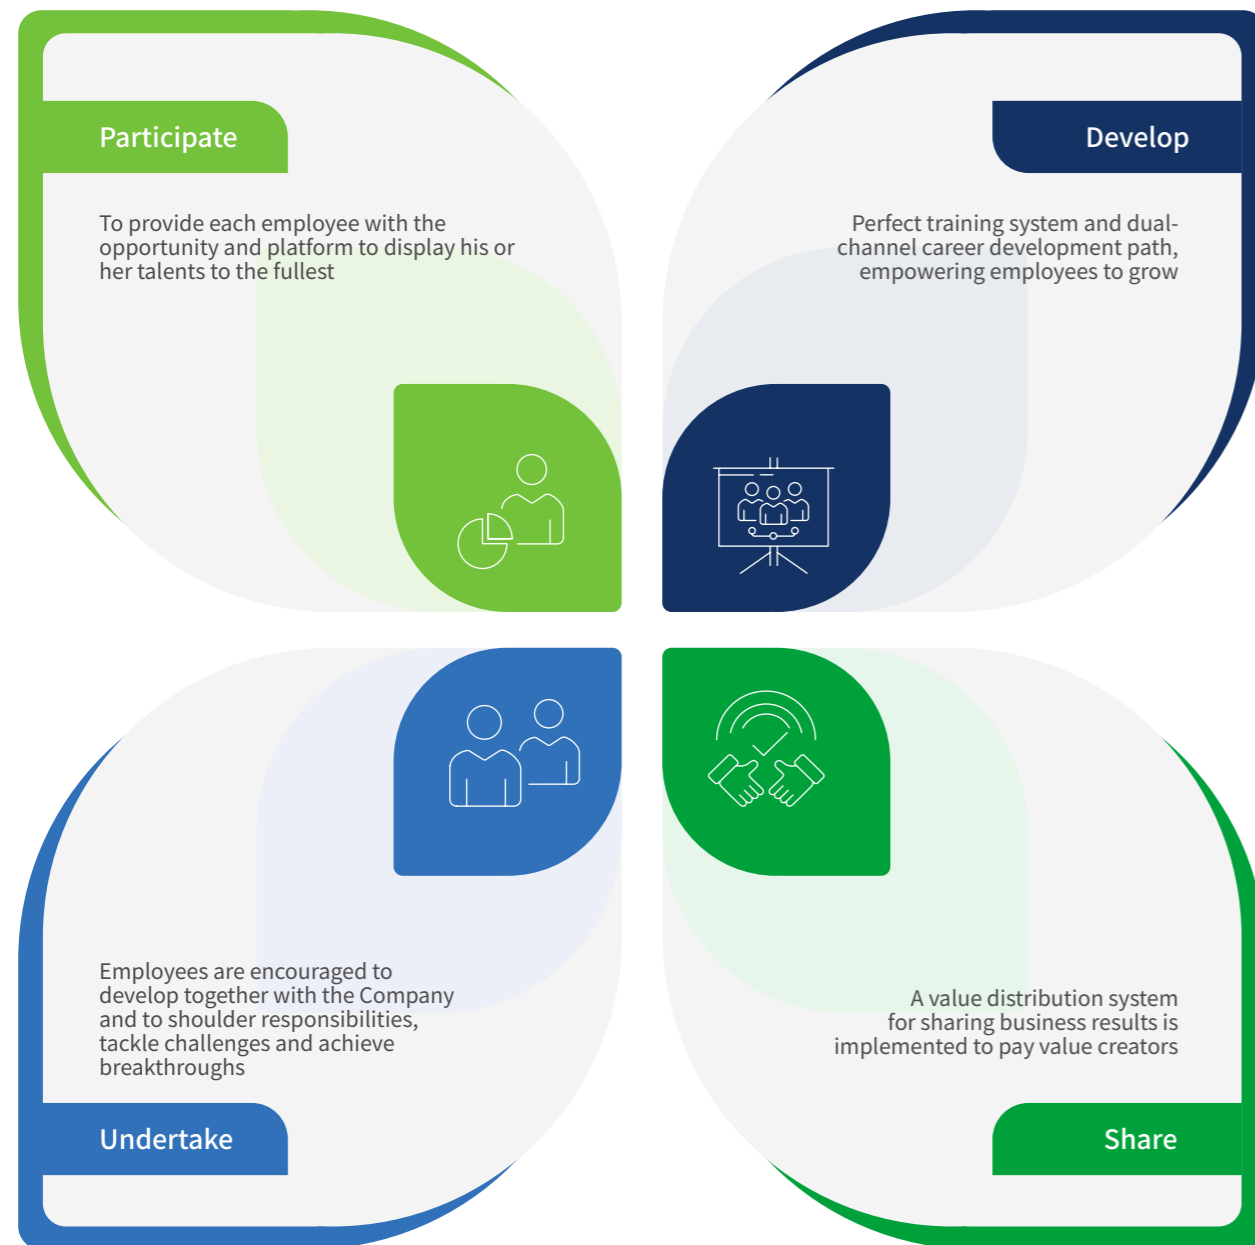 Participate
To provide each employee with the
opportunity and platform to display his or
her talents to the fullest
Develop
Perfect training system and dual-
channel career development path,
empowering employees to grow
Employees are encouraged to
develop together with the Company
and to shoulder responsibilities,
tackle challenges and achieve
breakthroughs
Undertake
A value distribution system
for sharing business results is
implemented to pay value creators
Share